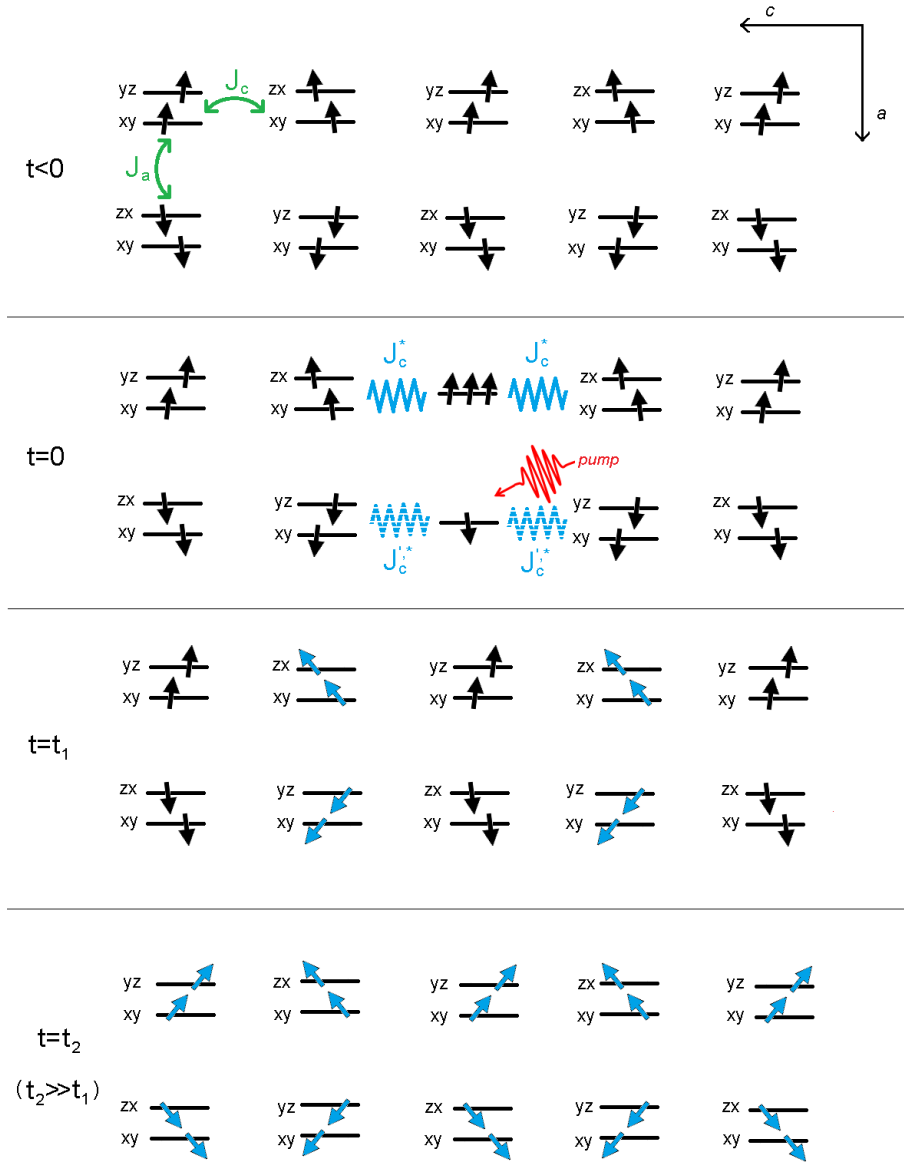 c
a
t<0
yz zx yz zx yz
J_c
xy xy xy xy xy
J_a
zx yz zx yz zx
xy xy xy xy xy
t=0
J_c^* J_c^*
yz zx zx yz
xy xy xy xy
pump
zx yz yz zx
xy xy xy xy
J_c^{',*} J_c^{',*}
t=t_1
yz zx yz zx yz
xy xy xy xy xy
zx yz zx yz zx
xy xy xy xy xy
t=t_2
(t_2>>t_1)
yz zx yz zx yz
xy xy xy xy xy
zx yz zx yz zx
xy xy xy xy xy